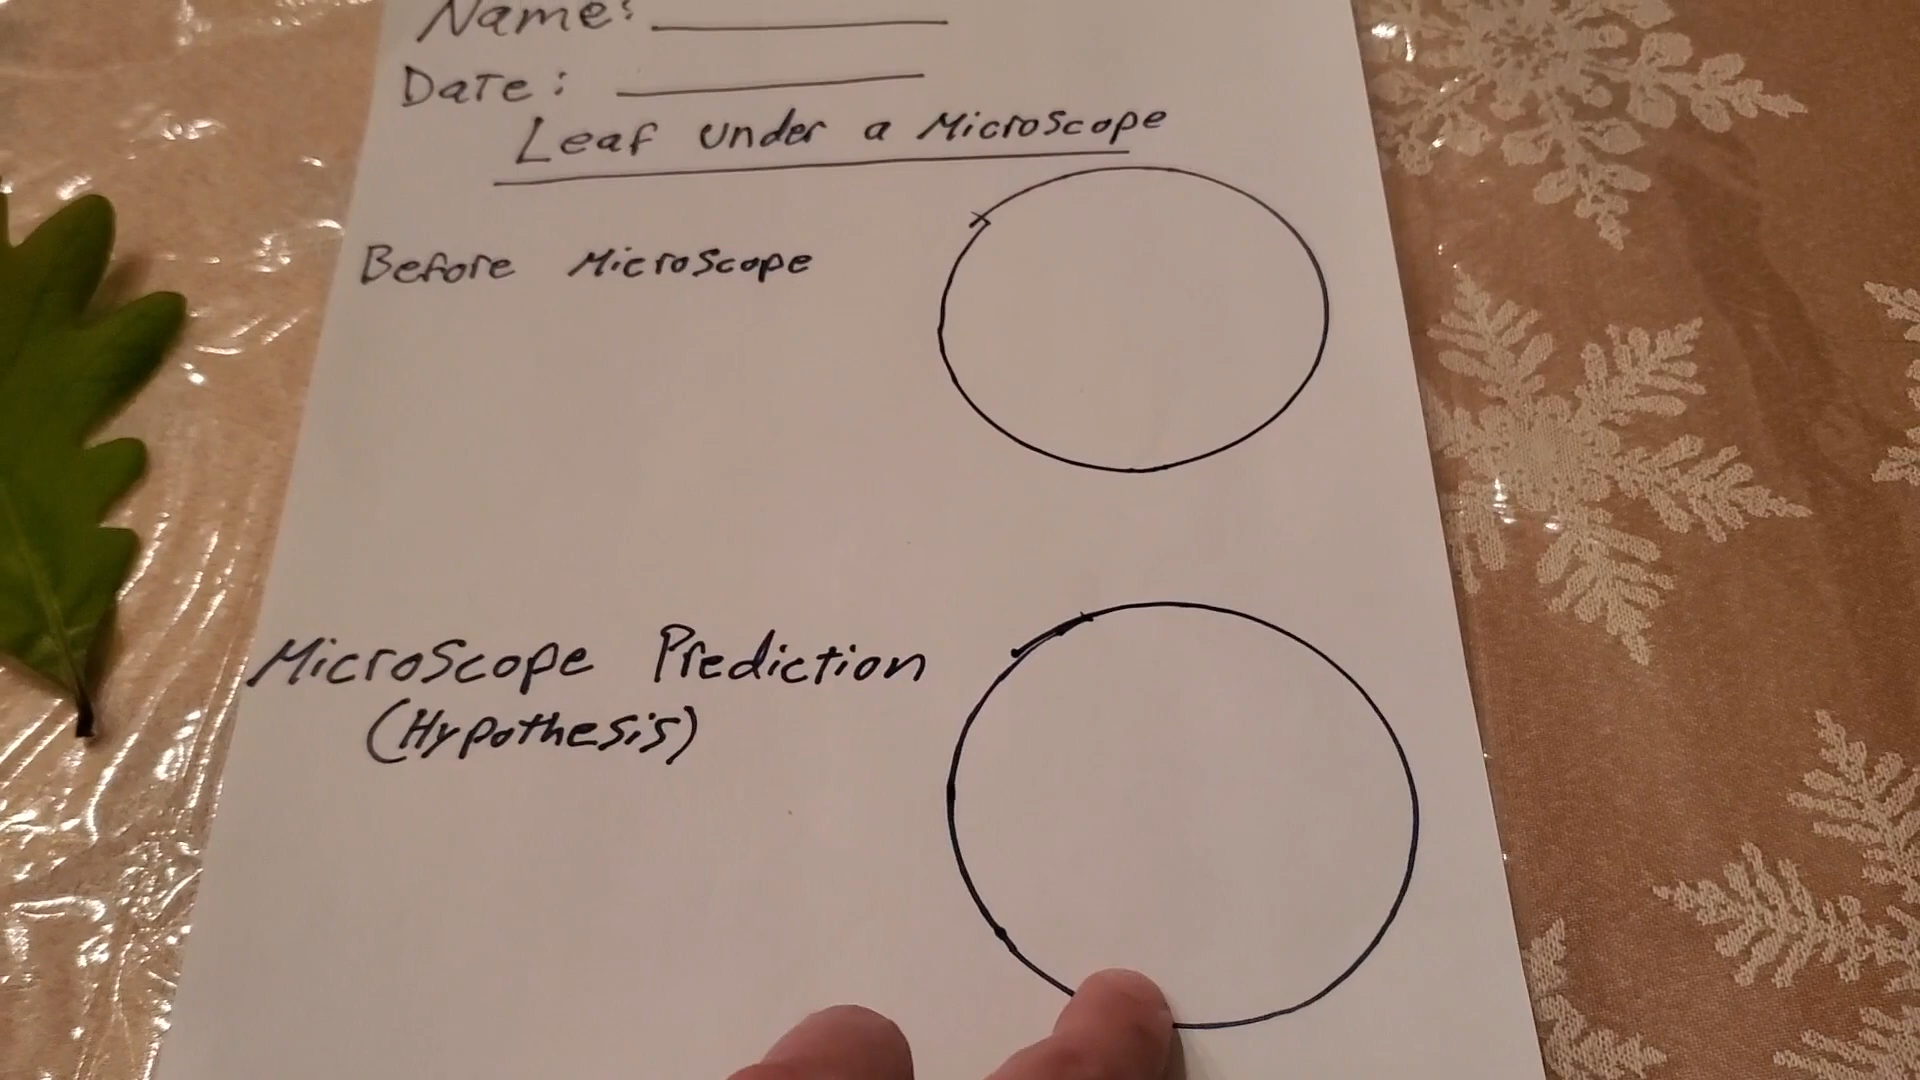 Name: 
Date: 
Leaf under a Microscope
Before Microscope
Microscope Prediction
(Hypothesis)